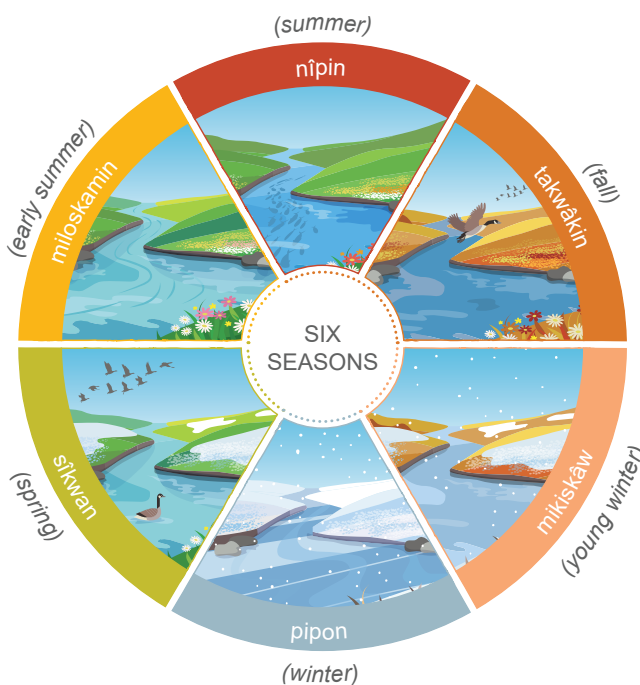 (summer)
nîpin
(early summer)
miloskamin
takwâkin
(fall)
SIX
SEASONS
sîkwan
(spring)
mikiskâw
(young winter)
pipon
(winter)